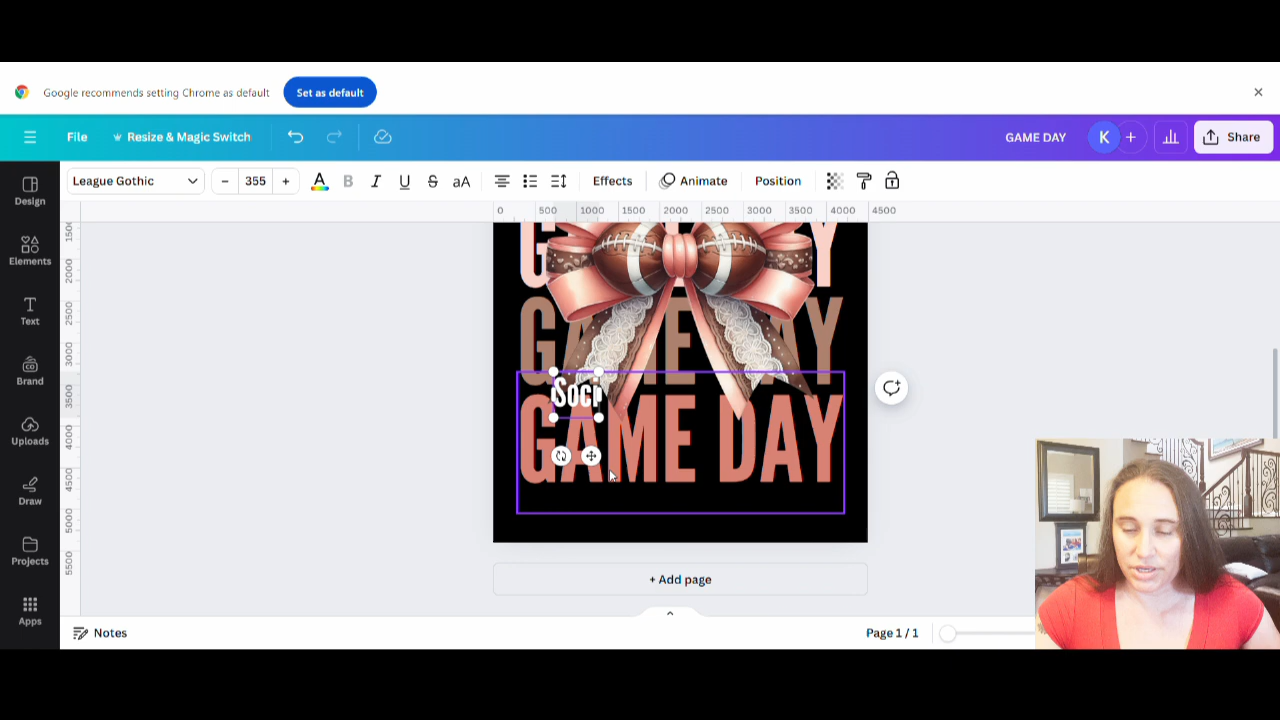 Google recommends setting Chrome as default
Set as default
File
Resize & Magic Switch
GAME DAY
K
+
Share
League Gothic
- 355 +
A B I U S aA
Effects
Animate
Position
0 500 1000 1500 2000 2500 3000 3500 4000 4500
Design
Elements
Text
Brand
Uploads
Draw
Projects
Apps
1500
2000
2500
3000
3500
4000
4500
5000
5500
GAME DAY
Soci
GAME DAY
+ Add page
Notes
Page 1 / 1